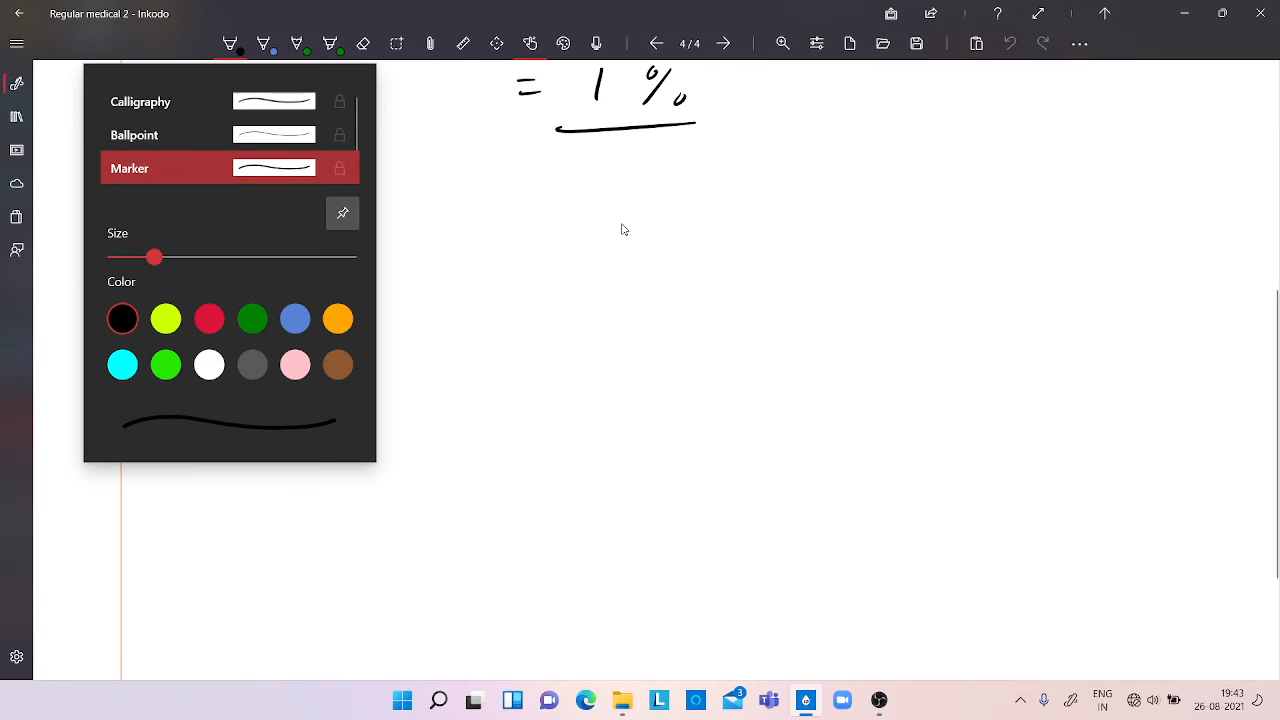 Regular medical 2 - Inkodo
4/4
= 1 %
Calligraphy
Ballpoint
Marker
Size
Color
3
ENG
IN
19:43
26-08-2021